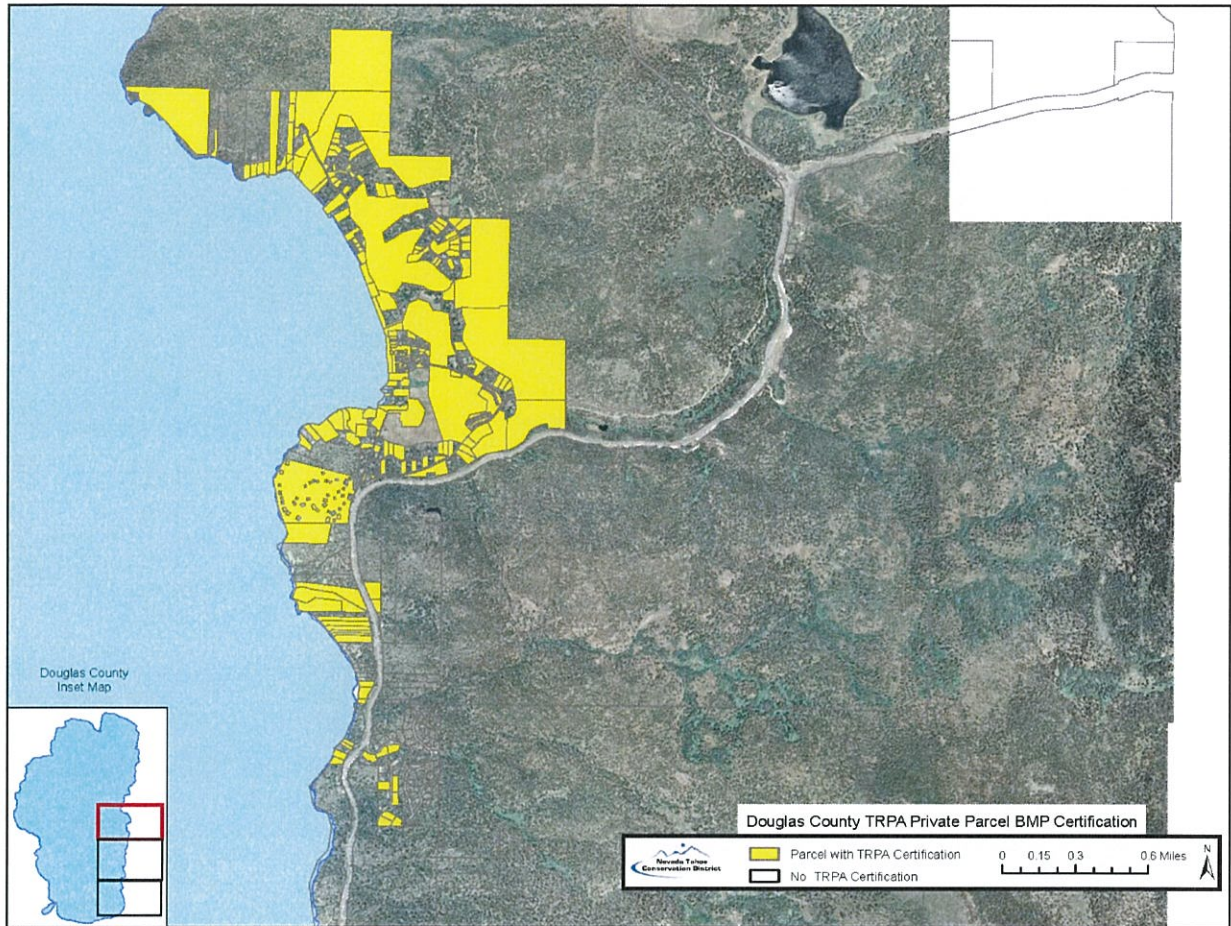 Douglas County
Inset Map
Douglas County TRPA Private Parcel BMP Certification
Nevada Tahoe
Conservation District
Parcel with TRPA Certification
No TRPA Certification
0 0.15 0.3 0.6 Miles
N